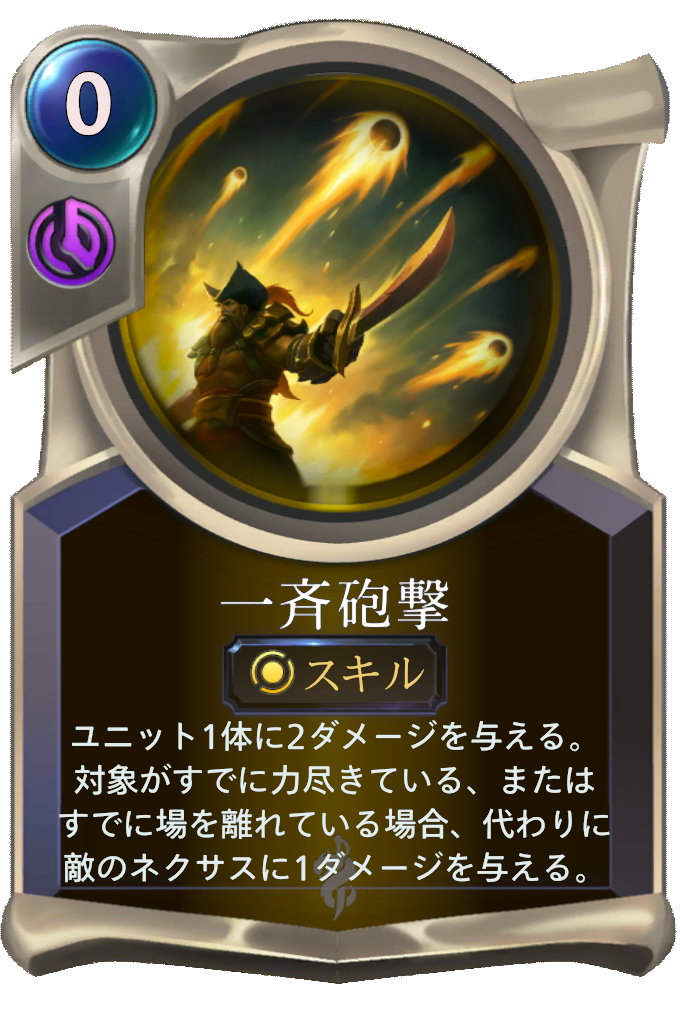 0
一斉砲撃
スキル
ユニット1体に2ダメージを与える。
対象がすでに力尽きている、または
すでに場を離れている場合、代わりに
敵のネクサスに1ダメージを与える。